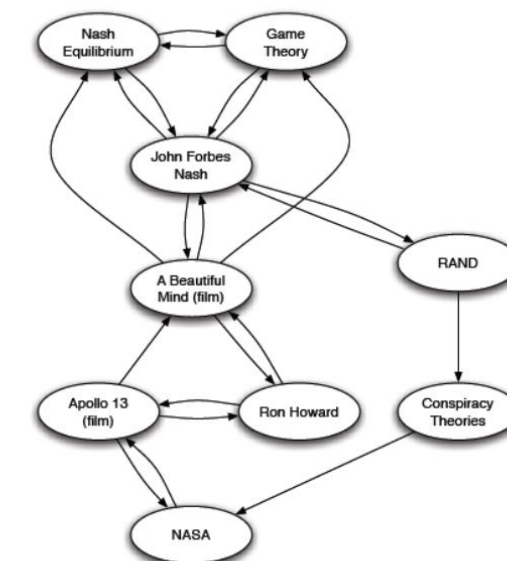 Nash
Equilibrium
Game
Theory
John Forbes
Nash
RAND
A Beautiful
Mind (film)
Apollo 13
(film)
Ron Howard
Conspiracy
Theories
NASA